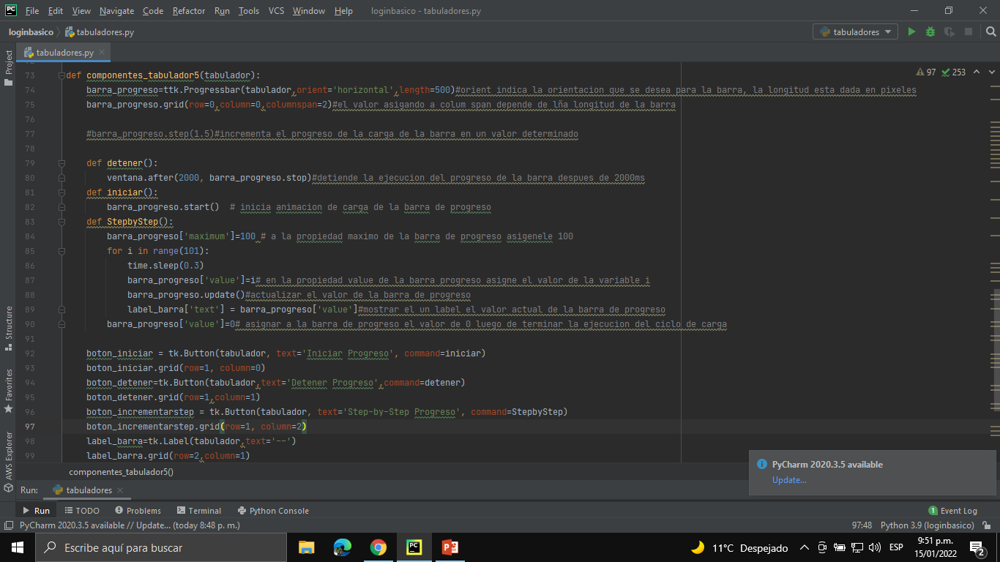 File Edit View Navigate Code Refactor Run Tools VCS Window Help loginbasico - tabuladores.py
loginbasico tabuladores.py tabuladores
tabuladores.py
Project
97 253
73 def componentes_tabulador5(tabulador):
74 barra_progreso=ttk.Progressbar(tabulador,orient='horizontal',length=500)#orient indica la orientacion que se desea para la barra, la longitud esta dada en pixeles
75 barra_progreso.grid(row=0,column=0,columnspan=2)#el valor asigando a colum span depende de lña longitud de la barra
76
77 #barra_progreso.step(1.5)#incrementa el progreso de la carga de la barra en un valor determinado
78
79 def detener():
80 ventana.after(2000, barra_progreso.stop)#detiende la ejecucion del progreso de la barra despues de 2000ms
81 def iniciar():
82 barra_progreso.start() # inicia animacion de carga de la barra de progreso
83 def StepbyStep():
84 barra_progreso['maximum']=100 # a la propiedad maximo de la barra de progreso asigenele 100
85 for i in range(101):
86 time.sleep(0.3)
87 barra_progreso['value']=i# en la propiedad value de la barra progreso asigne el valor de la variable i
88 barra_progreso.update()#actualizar el valor de la barra de progreso
89 label_barra['text'] = barra_progreso['value']#mostrar el un label el valor actual de la barra de progreso
90 barra_progreso['value']=0# asignar a la barra de progreso el valor de 0 luego de terminar la ejecucion del ciclo de carga
91
92 boton_iniciar = tk.Button(tabulador, text='Iniciar Progreso', command=iniciar)
93 boton_iniciar.grid(row=1, column=0)
94 boton_detener=tk.Button(tabulador,text='Detener Progreso',command=detener)
95 boton_detener.grid(row=1,column=1)
96 boton_incrementarstep = tk.Button(tabulador, text='Step-by-Step Progreso', command=StepbyStep)
97 boton_incrementarstep.grid(row=1, column=2)
98 label_barra=tk.Label(tabulador,text='--')
99 label_barra.grid(row=2,column=1)
Structure
Favorites
AWS Explorer
componentes_tabulador5()
PyCharm 2020.3.5 available
Update...
Run: tabuladores
Run TODO Problems Terminal Python Console 1 Event Log
PyCharm 2020.3.5 available // Update... (today 8:48 p. m.) 97:48 Python 3.9 (loginbasico)
Escribe aquí para buscar 11°C Despejado ESP 9:51 p.m.
15/01/2022 2